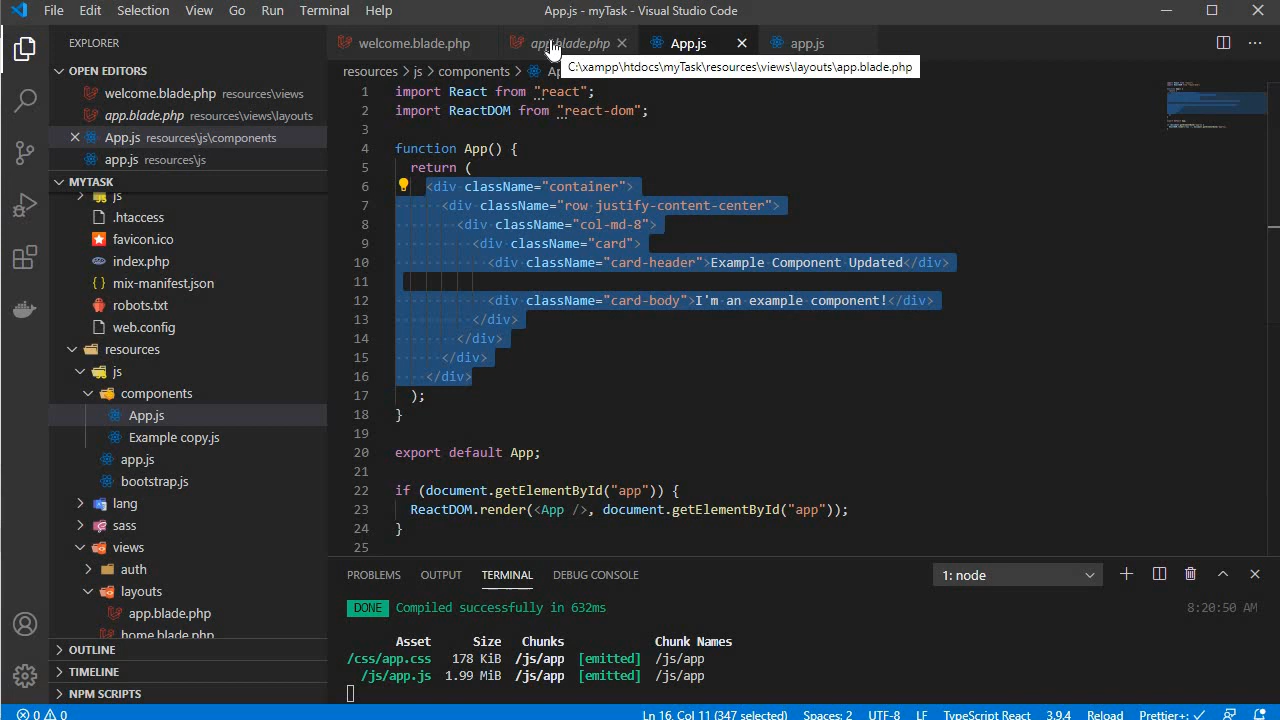 File Edit Selection View Go Run Terminal Help App.js - myTask - Visual Studio Code
EXPLORER
OPEN EDITORS
welcome.blade.php resources\views
app.blade.php resources\views\layouts
App.js resources\js\components
app.js resources\js
MYTASK
js
.htaccess
favicon.ico
index.php
mix-manifest.json
robots.txt
web.config
resources
js
components
App.js
Example copy.js
app.js
bootstrap.js
lang
sass
views
auth
layouts
app.blade.php
home.blade.php
OUTLINE
TIMELINE
NPM SCRIPTS
welcome.blade.php app.blade.php App.js app.js
C:\xampp\htdocs\myTask\resources\views\layouts\app.blade.php
resources > js > components >
1 import React from "react";
2 import ReactDOM from "react-dom";
3
4 function App() {
5 return (
6 <div className="container">
7 <div className="row justify-content-center">
8 <div className="col-md-8">
9 <div className="card">
10 <div className="card-header">Example Component Updated</div>
11
12 <div className="card-body">I'm an example component!</div>
13 </div>
14 </div>
15 </div>
16 </div>
17 );
18 }
19
20 export default App;
21
22 if (document.getElementById("app")) {
23 ReactDOM.render(<App />, document.getElementById("app"));
24 }
25
PROBLEMS OUTPUT TERMINAL DEBUG CONSOLE 1: node
DONE Compiled successfully in 632ms 8:20:50 AM
Asset Size Chunks Chunk Names
/css/app.css 178 KiB /js/app [emitted] /js/app
/js/app.js 1.99 MiB /js/app [emitted] /js/app
0 0 Ln 16, Col 11 (347 selected) Spaces: 2 UTF-8 LF TypeScript React 3.9.4 Reload Prettier+: ✓